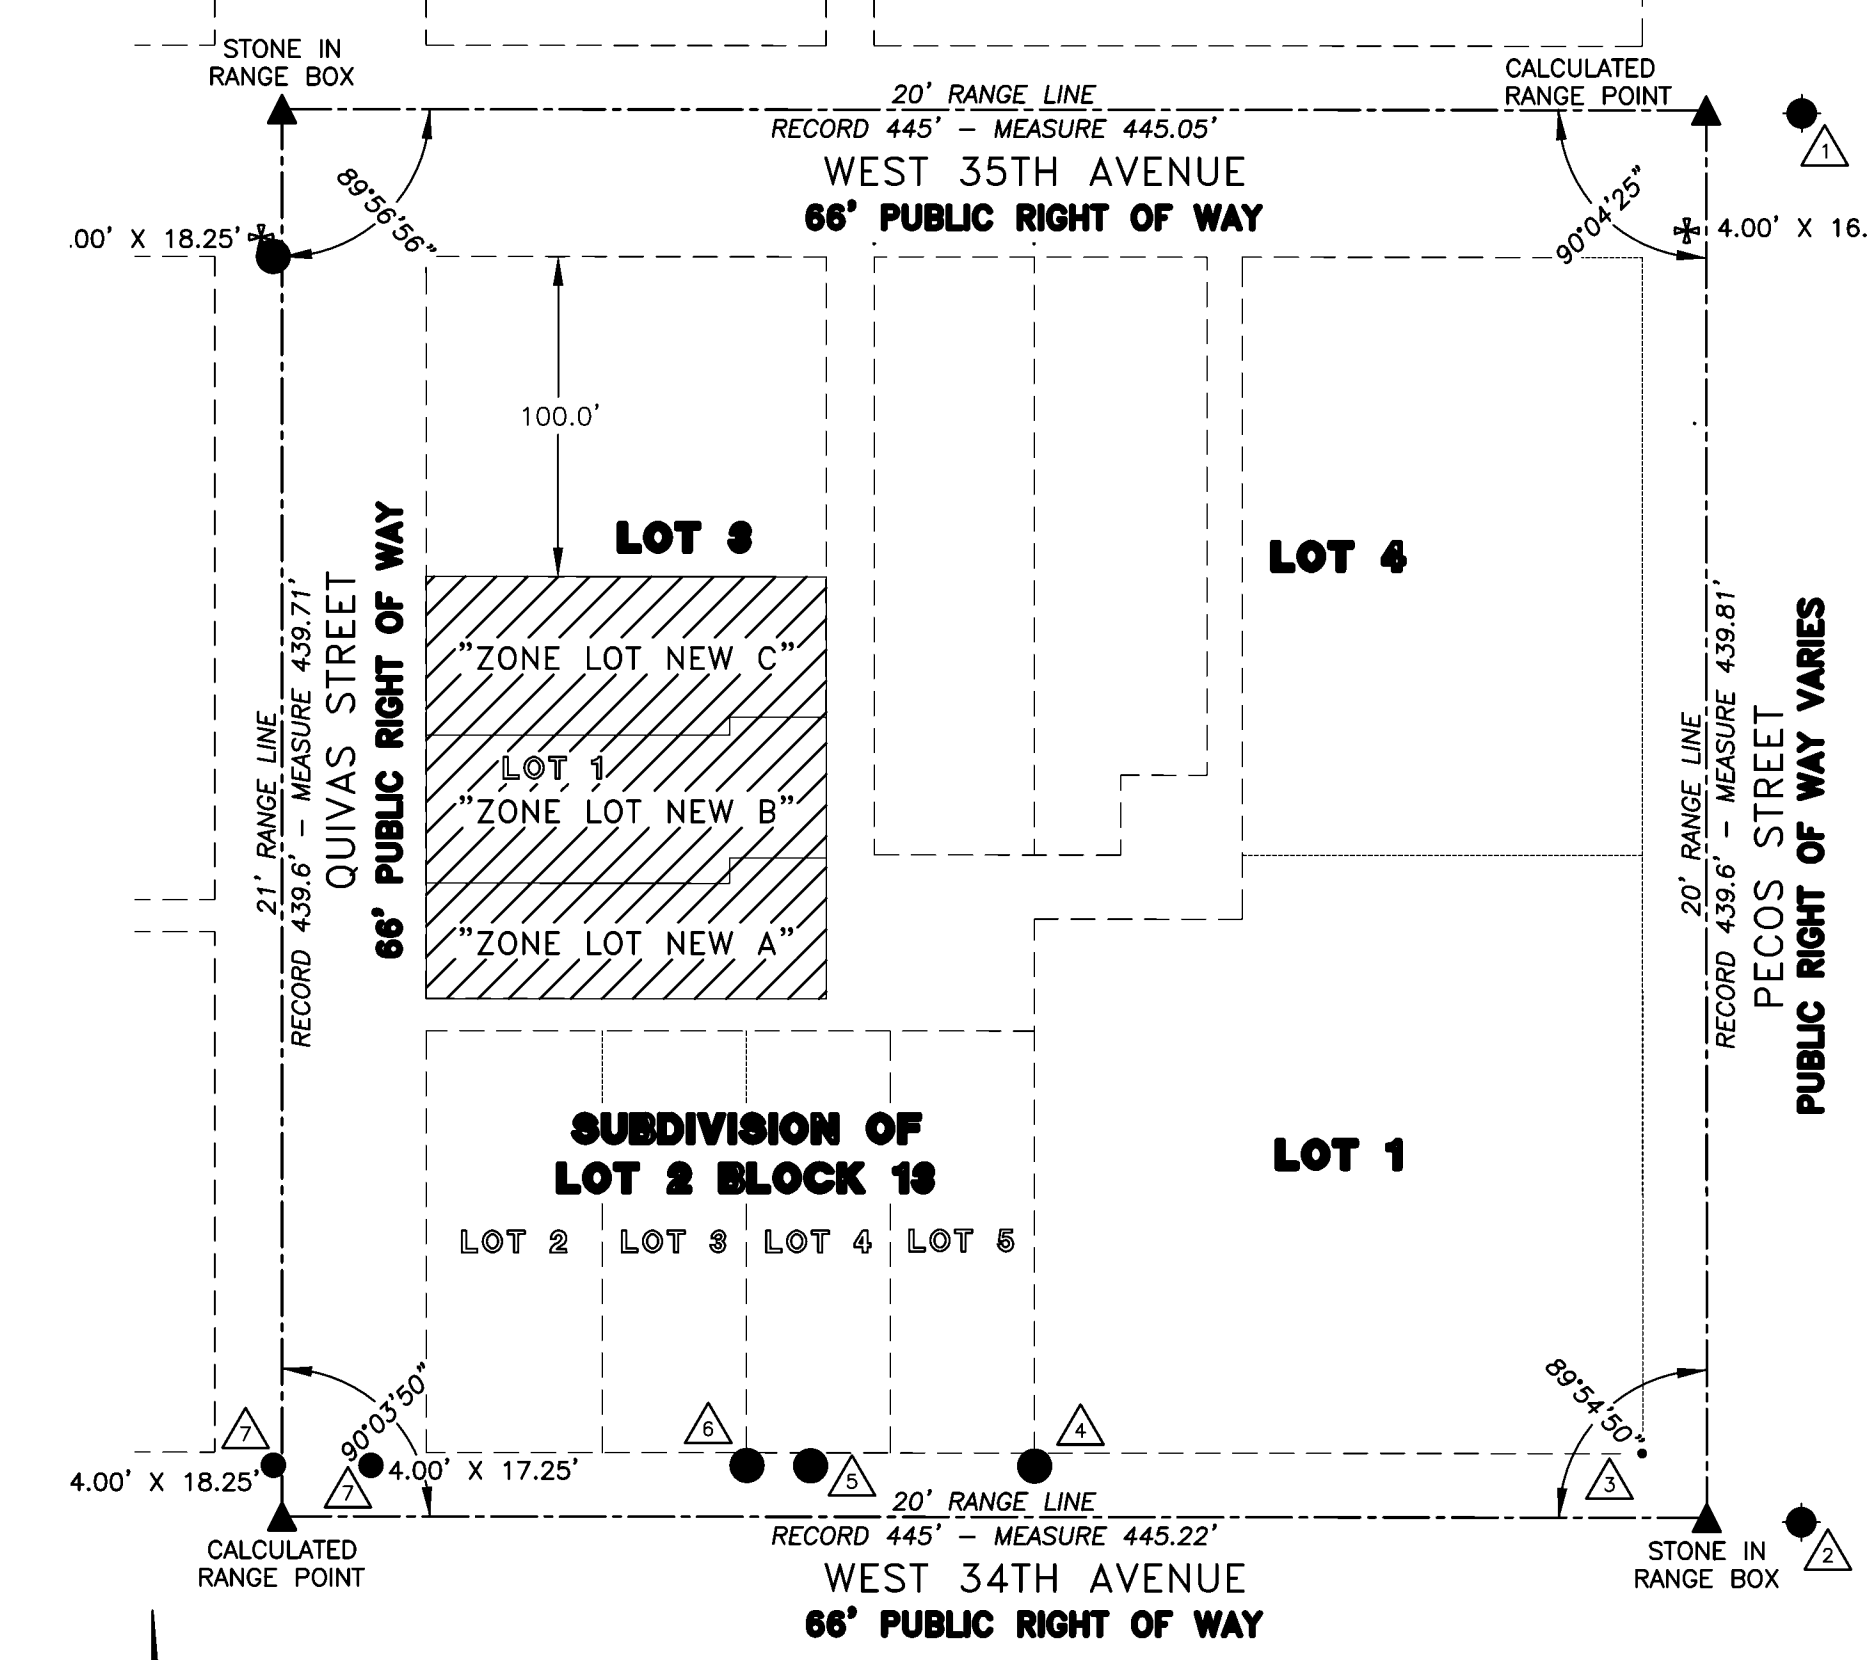 STONE IN
RANGE BOX
CALCULATED
RANGE POINT
20' RANGE LINE
RECORD 445' - MEASURE 445.05'
WEST 35TH AVENUE
66' PUBLIC RIGHT OF WAY
1
89°56'56"
90°04'25"
.00' X 18.25'
4.00' X 16.
100.0'
LOT 3
LOT 4
"ZONE LOT NEW C"
LOT 1
"ZONE LOT NEW B"
"ZONE LOT NEW A"
21' RANGE LINE
RECORD 439.6' - MEASURE 439.71'
QUIVAS STREET
66' PUBLIC RIGHT OF WAY
20' RANGE LINE
RECORD 439.6' - MEASURE 439.81'
PECOS STREET
PUBLIC RIGHT OF WAY VARIES
SUBDIVISION OF
LOT 2 BLOCK 13
LOT 1
LOT 2 LOT 3 LOT 4 LOT 5
90°03'50"
89°54'50"
7
6
4
4.00' X 18.25'
7
4.00' X 17.25'
5
3
20' RANGE LINE
RECORD 445' - MEASURE 445.22'
WEST 34TH AVENUE
66' PUBLIC RIGHT OF WAY
CALCULATED
RANGE POINT
STONE IN
RANGE BOX
2